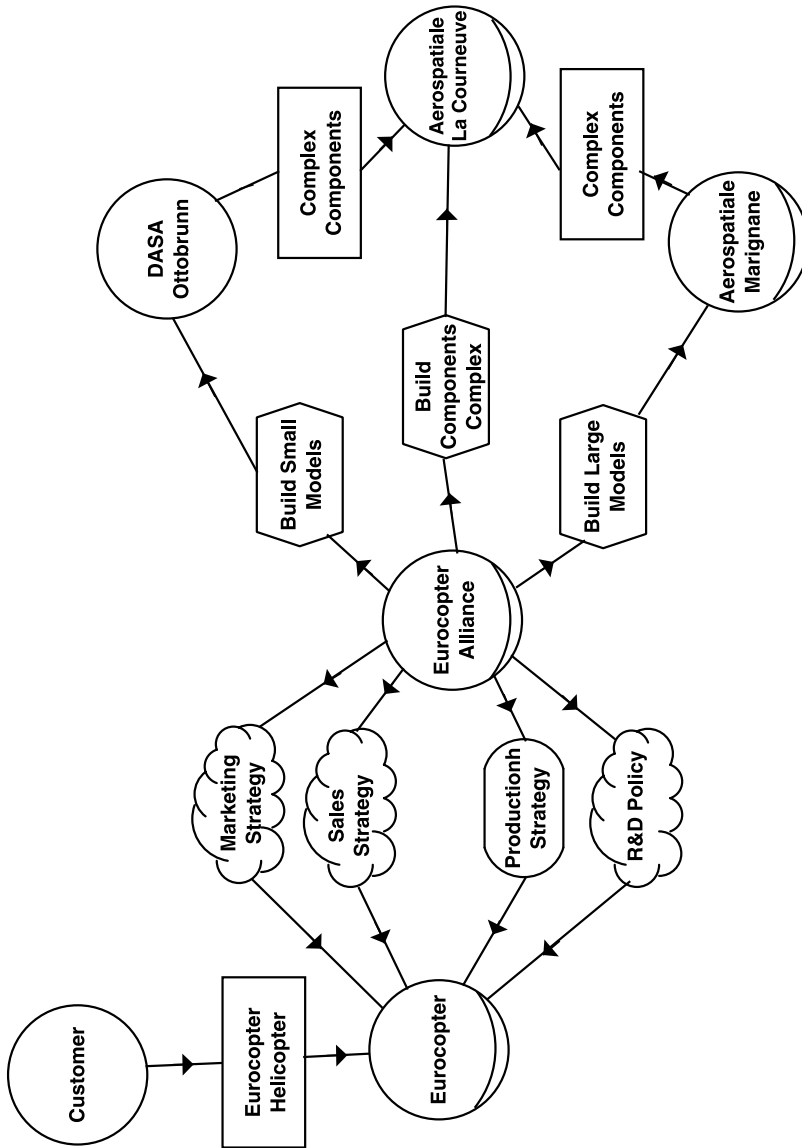 Customer
Eurocopter
Helicopter
Eurocopter
Marketing
Strategy
Sales
Strategy
Productionh
Strategy
R&D Policy
Eurocopter
Alliance
Build Small
Models
Build
Components
Complex
Build Large
Models
DASA
Ottobrunn
Complex
Components
Aerospatiale
La Courneuve
Complex
Components
Aerospatiale
Marignane